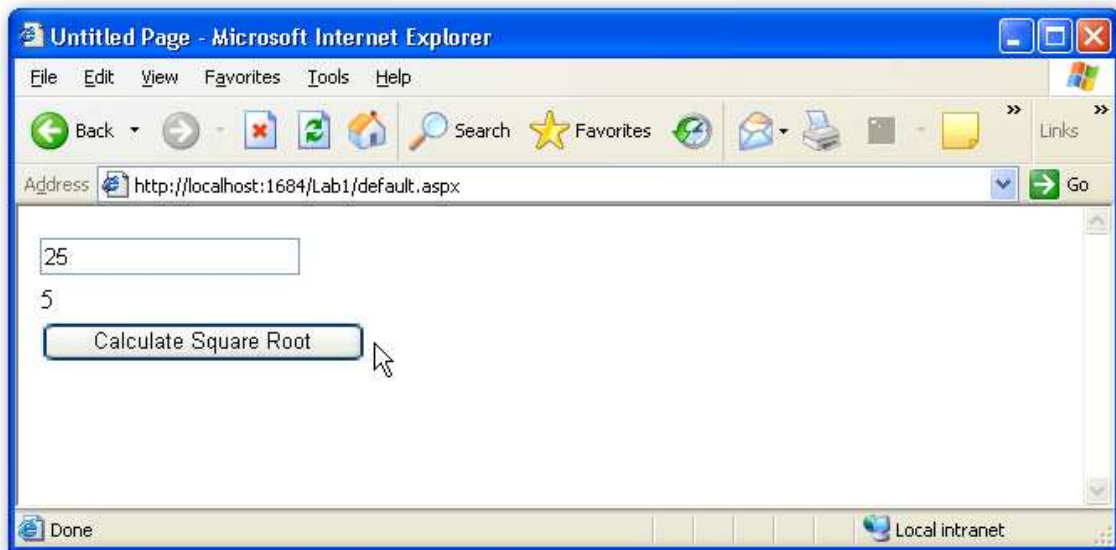 Untitled Page - Microsoft Internet Explorer
File Edit View Favorites Tools Help
Back Search Favorites » Links »
Address http://localhost:1684/Lab1/default.aspx Go
25
5
Calculate Square Root
Done Local intranet